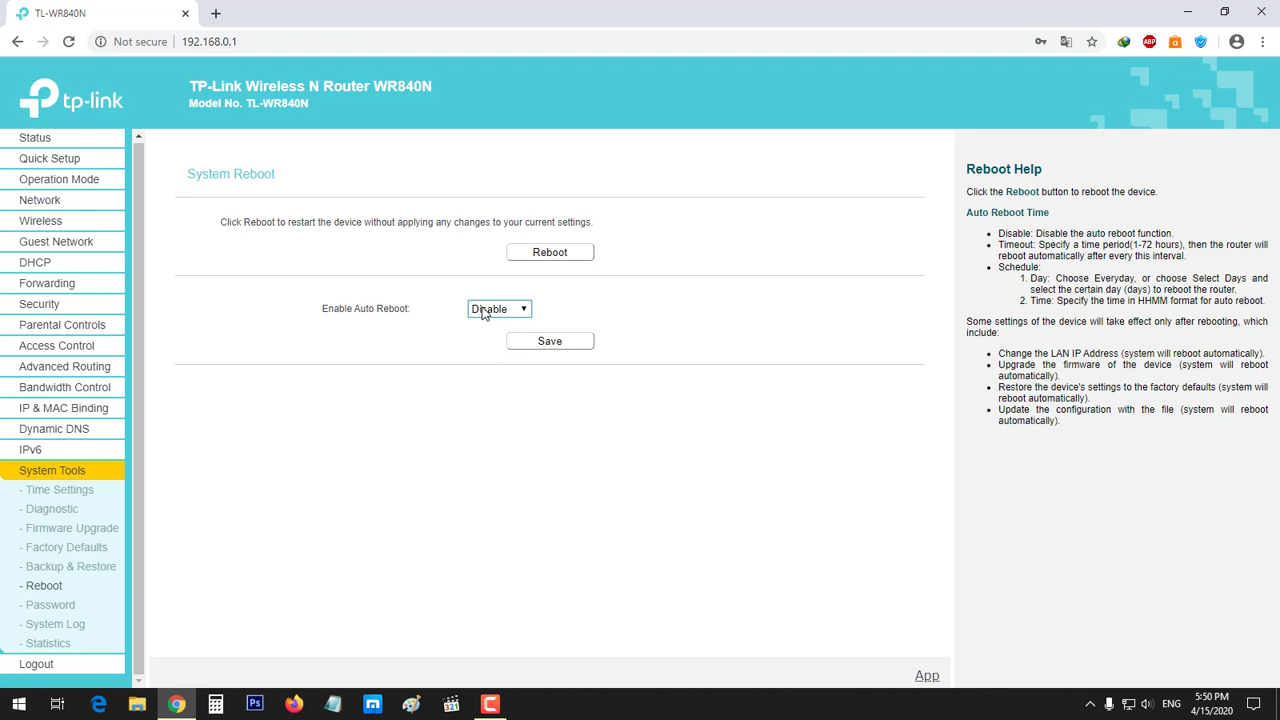 TL-WR840N
Not secure
192.168.0.1
ABP
tp-link
TP-Link Wireless N Router WR840N
Model No. TL-WR840N
Status
Quick Setup
Operation Mode
Network
Wireless
Guest Network
DHCP
Forwarding
Security
Parental Controls
Access Control
Advanced Routing
Bandwidth Control
IP & MAC Binding
Dynamic DNS
IPv6
System Tools
- Time Settings
- Diagnostic
- Firmware Upgrade
- Factory Defaults
- Backup & Restore
- Reboot
- Password
- System Log
- Statistics
Logout
System Reboot
Click Reboot to restart the device without applying any changes to your current settings.
Reboot
Enable Auto Reboot:
Disable
Save
App
Reboot Help
Click the Reboot button to reboot the device.
Auto Reboot Time
Disable: Disable the auto reboot function.
Timeout: Specify a time period(1-72 hours), then the router will
reboot automatically after every this interval.
Schedule:
1. Day: Choose Everyday, or choose Select Days and
select the certain day (days) to reboot the router.
2. Time: Specify the time in HHMM format for auto reboot.
Some settings of the device will take effect only after rebooting, which
include:
Change the LAN IP Address (system will reboot automatically).
Upgrade the firmware of the device (system will reboot
automatically).
Restore the device's settings to the factory defaults (system will
reboot automatically).
Update the configuration with the file (system will reboot
automatically).
Ps
ENG
5:50 PM
4/15/2020